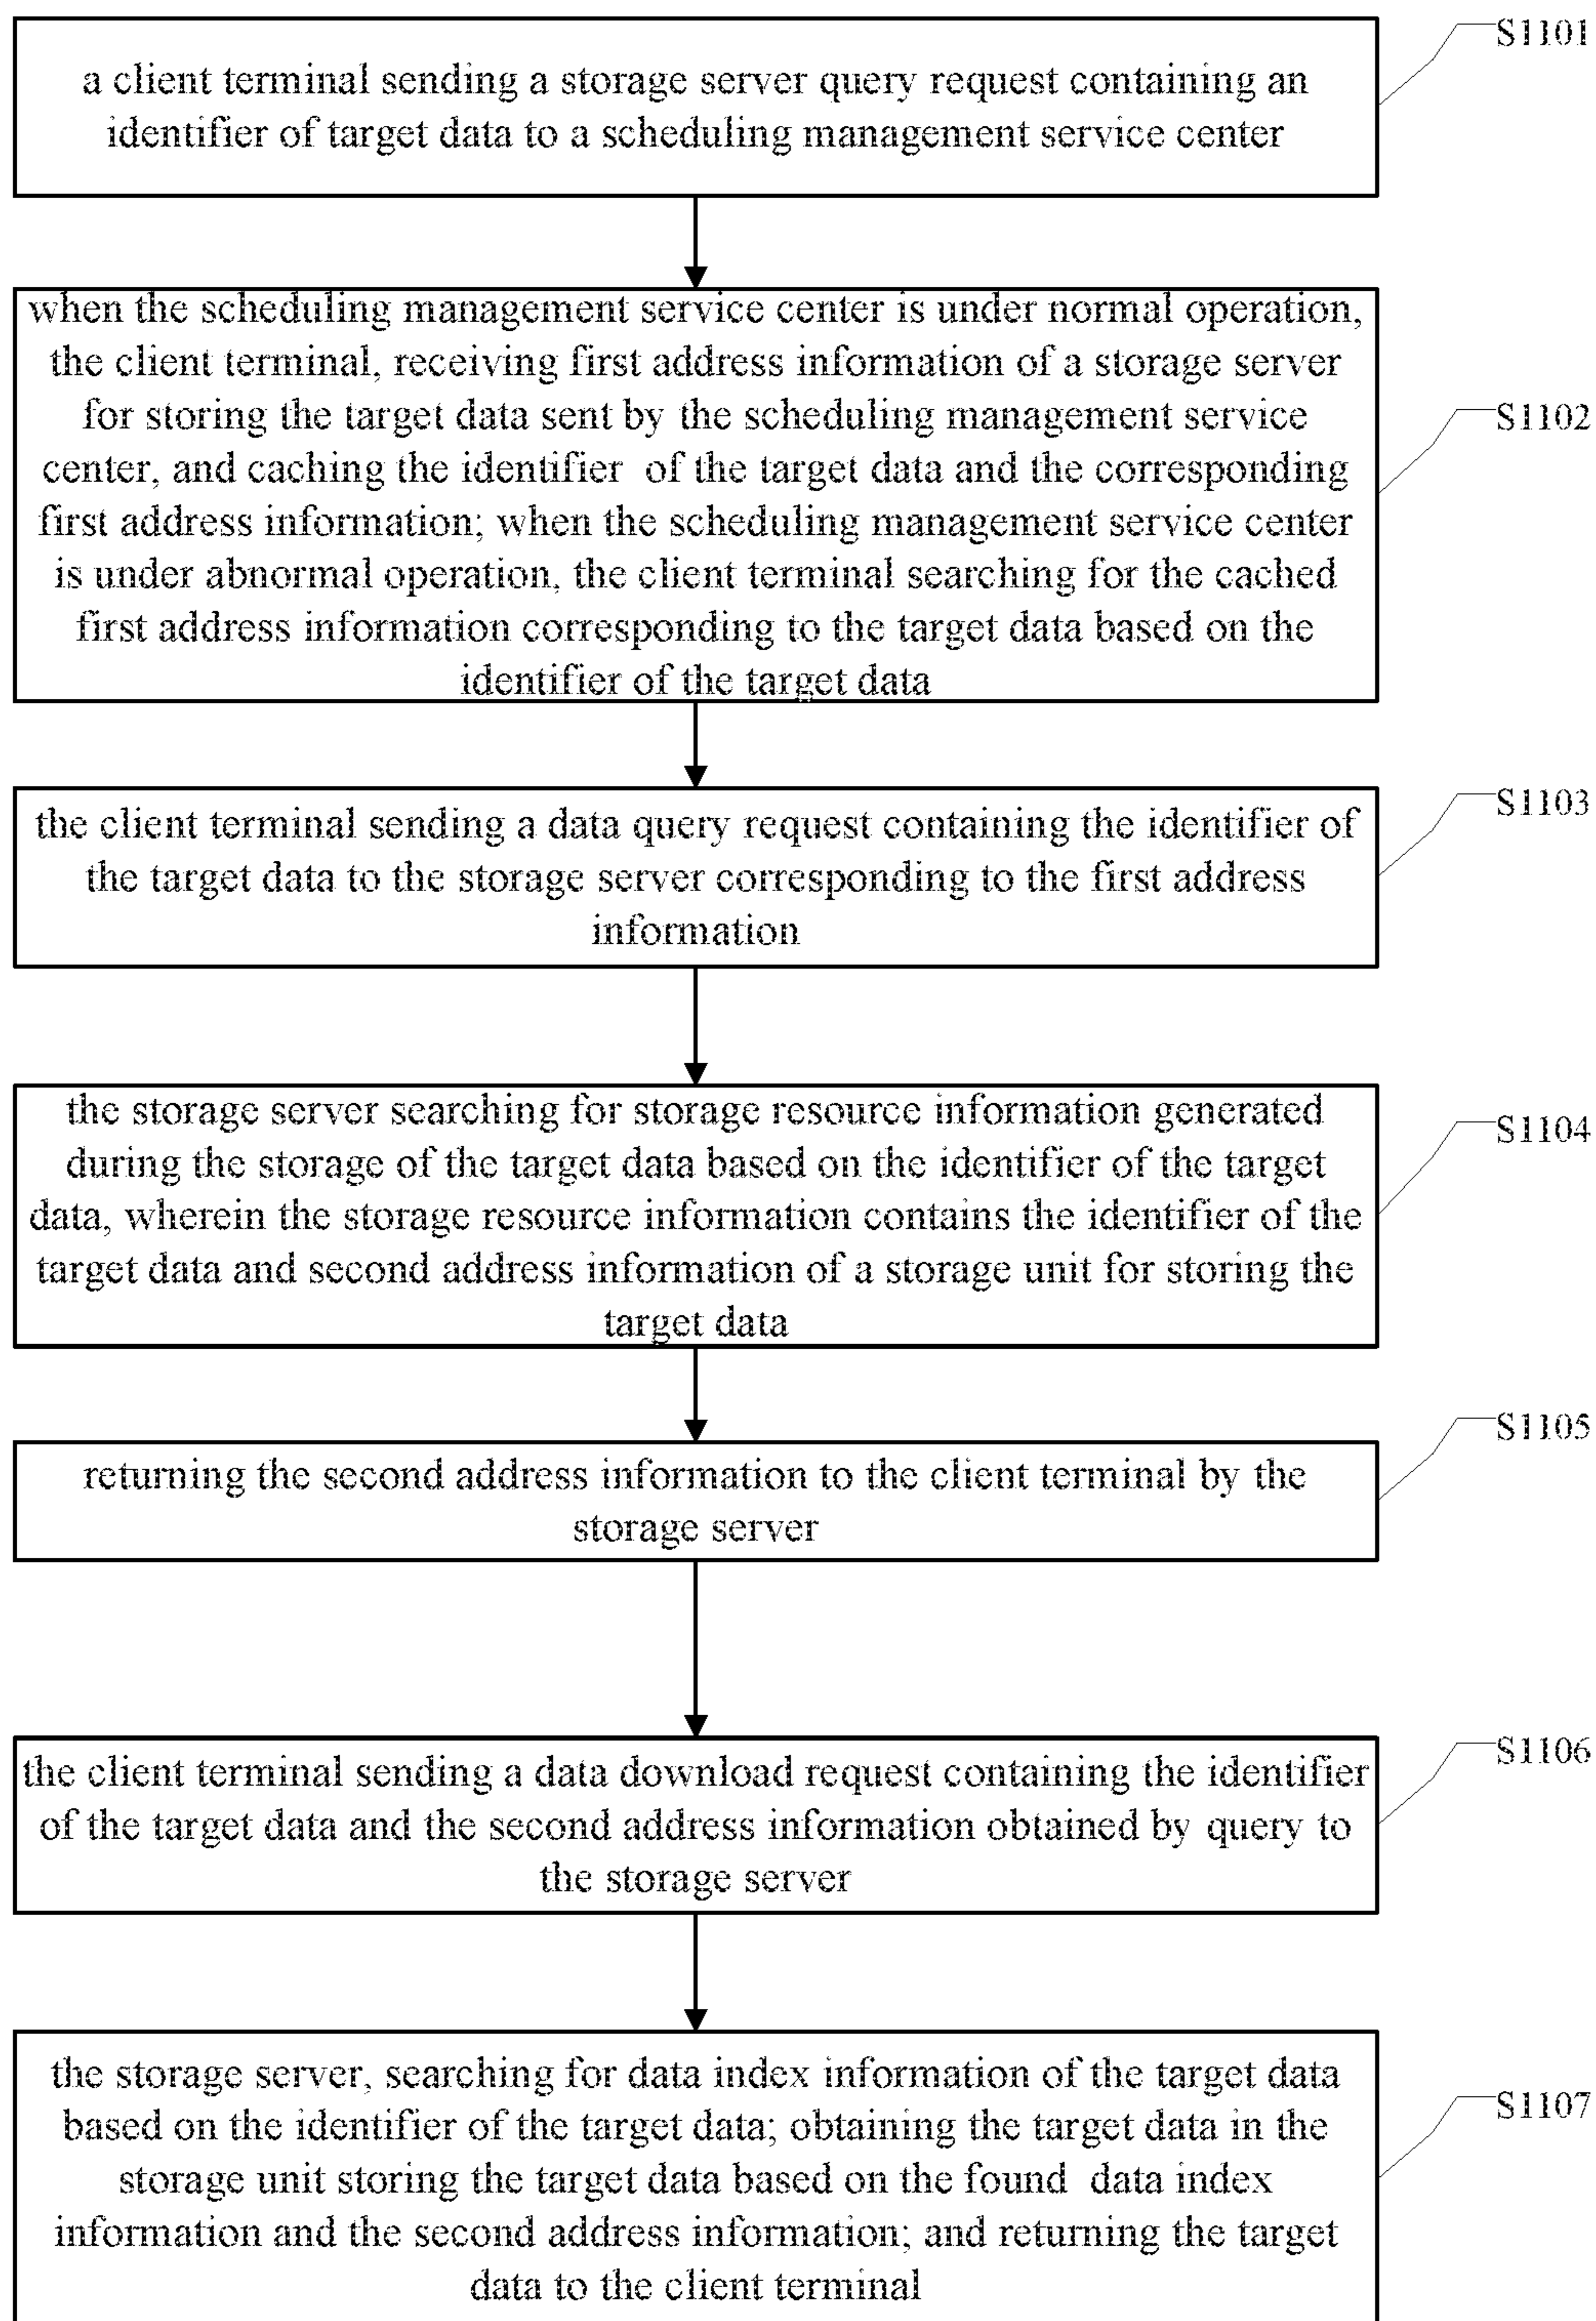 S1101
a client terminal sending a storage server query request containing an
identifier of target data to a scheduling management service center
when the scheduling management service center is under normal operation,
the client terminal, receiving first address information of a storage server
for storing the target data sent by the scheduling management service
center, and caching the identifier of the target data and the corresponding
first address information; when the scheduling management service center
is under abnormal operation, the client terminal searching for the cached
first address information corresponding to the target data based on the
identifier of the target data
S1102
the client terminal sending a data query request containing the identifier of
the target data to the storage server corresponding to the first address
information
S1103
the storage server searching for storage resource information generated
during the storage of the target data based on the identifier of the target
data, wherein the storage resource information contains the identifier of the
target data and second address information of a storage unit for storing the
target data
S1104
returning the second address information to the client terminal by the
storage server
S1105
the client terminal sending a data download request containing the identifier
of the target data and the second address information obtained by query to
the storage server
S1106
the storage server, searching for data index information of the target data
based on the identifier of the target data; obtaining the target data in the
storage unit storing the target data based on the found data index
information and the second address information; and returning the target
data to the client terminal
S1107